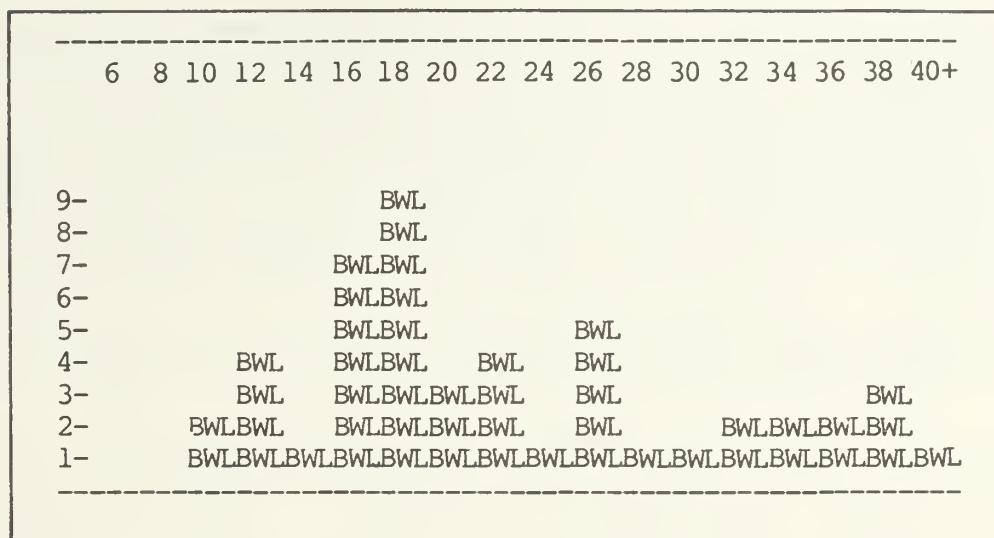 6 8 10 12 14 16 18 20 22 24 26 28 30 32 34 36 38 40+
9- BWL
8- BWL
7- BWLBWL
6- BWLBWL
5- BWLBWL BWL
4- BWL BWLBWL BWL BWL
3- BWL BWLBWLBWLBWL BWL BWL
2- BWLBWL BWLBWLBWLBWL BWL BWLBWLBWLBWL
1- BWLBWLBWLBWLBWLBWLBWLBWLBWLBWLBWLBWLBWLBWLBWLBWL